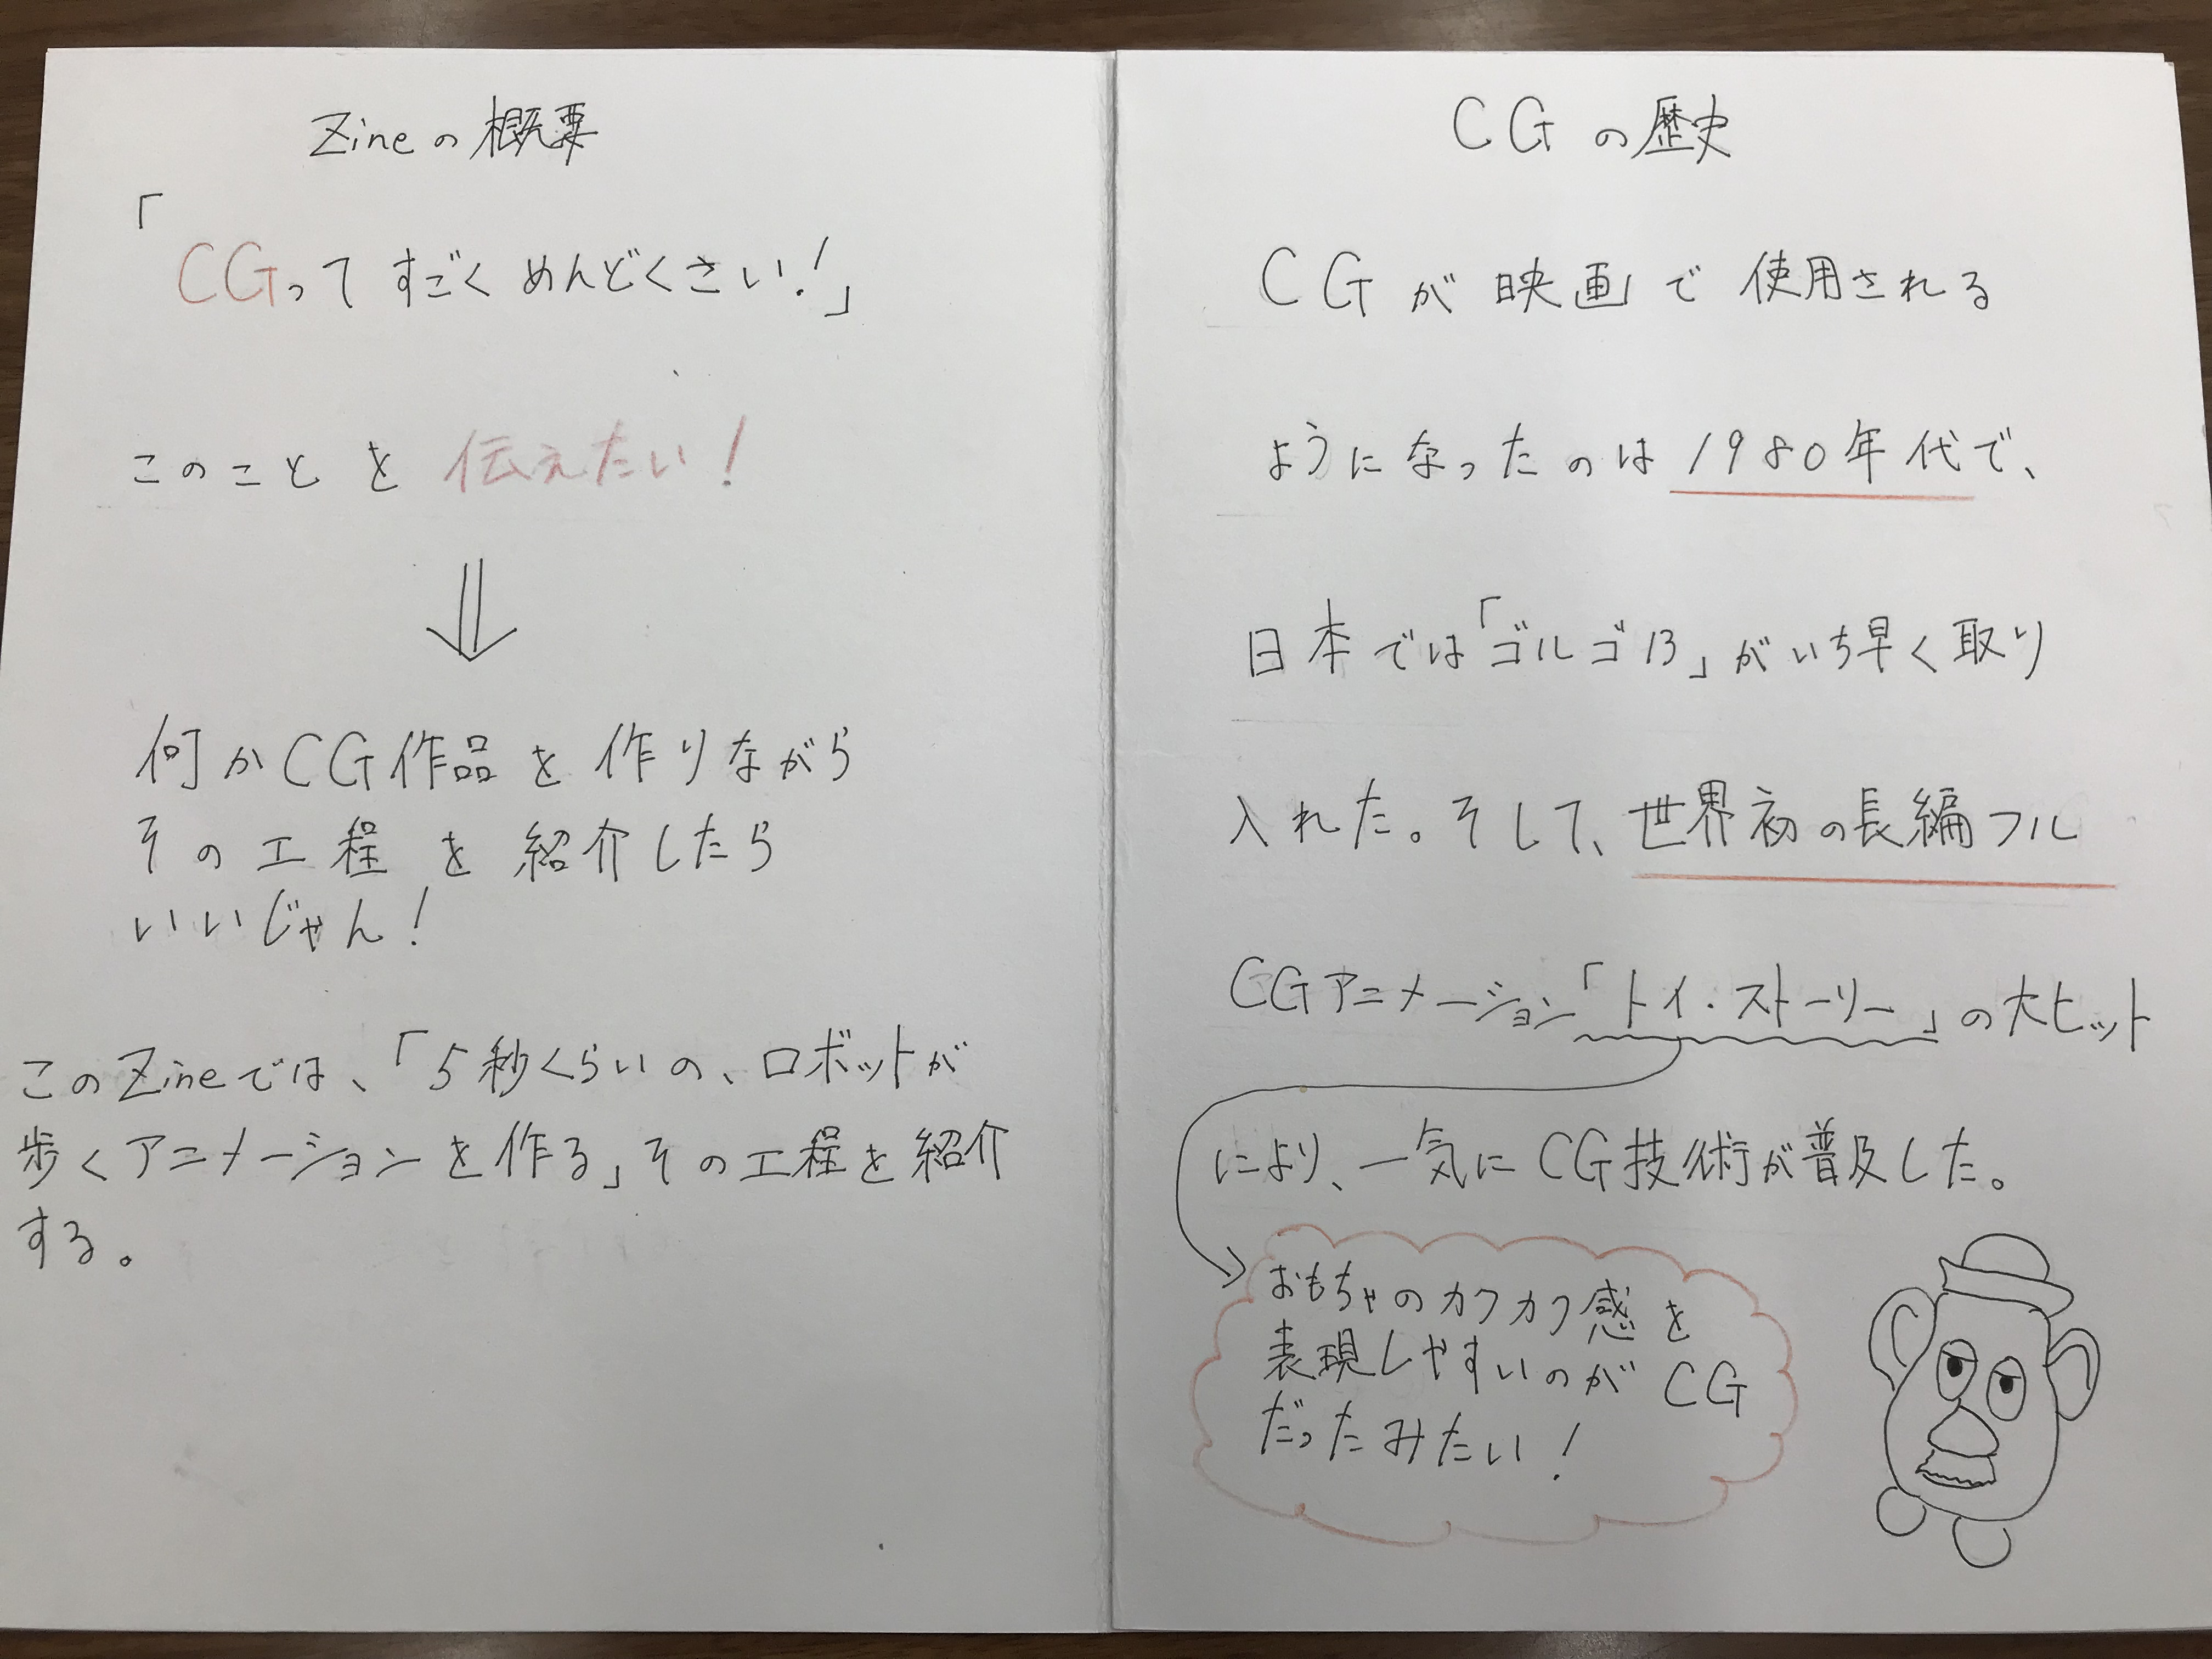 Zineの概要
「
CGってすごくめんどくさい!」
このことを伝えたい!
何かCG作品を作りながら
その工程を紹介したら
いいじゃん!
このZineでは、「5秒くらいの、ロボットが
歩くアニメーションを作る」その工程を紹介
する。
CGの歴史
CGが映画で使用される
ようになったのは1980年代で、
日本では「ゴルゴ13」がいち早く取り
入れた。そして、世界初の長編フル
CGアニメーション「トイ・ストーリー」の大ヒット
により、一気にCG技術が普及した。
おもちゃのカクカク感を
表現しやすいのがCG
だったみたい!